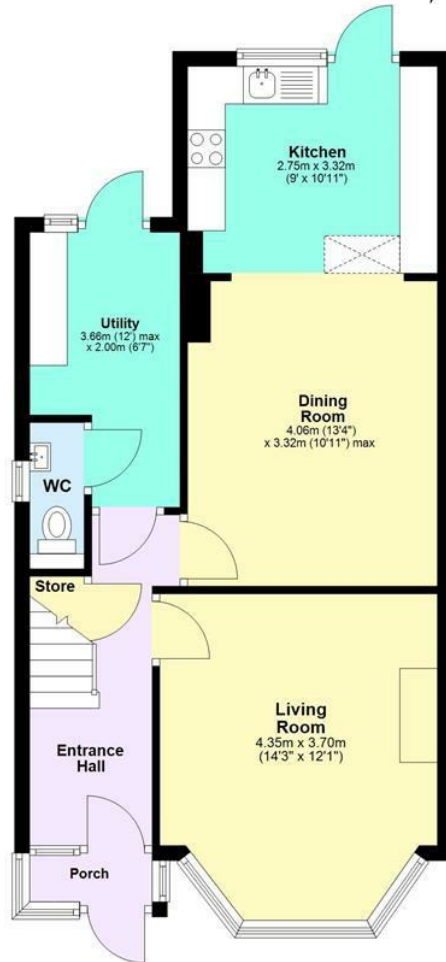 Kitchen
2.75m x 3.32m
(9' x 10'11")
Utility
3.66m (12') max
x 2.00m (6'7")
Dining
Room
4.06m (13'4")
x 3.32m (10'11") max
WC
Store
Living
Room
4.35m x 3.70m
(14'3" x 12'1")
Entrance
Hall
Porch